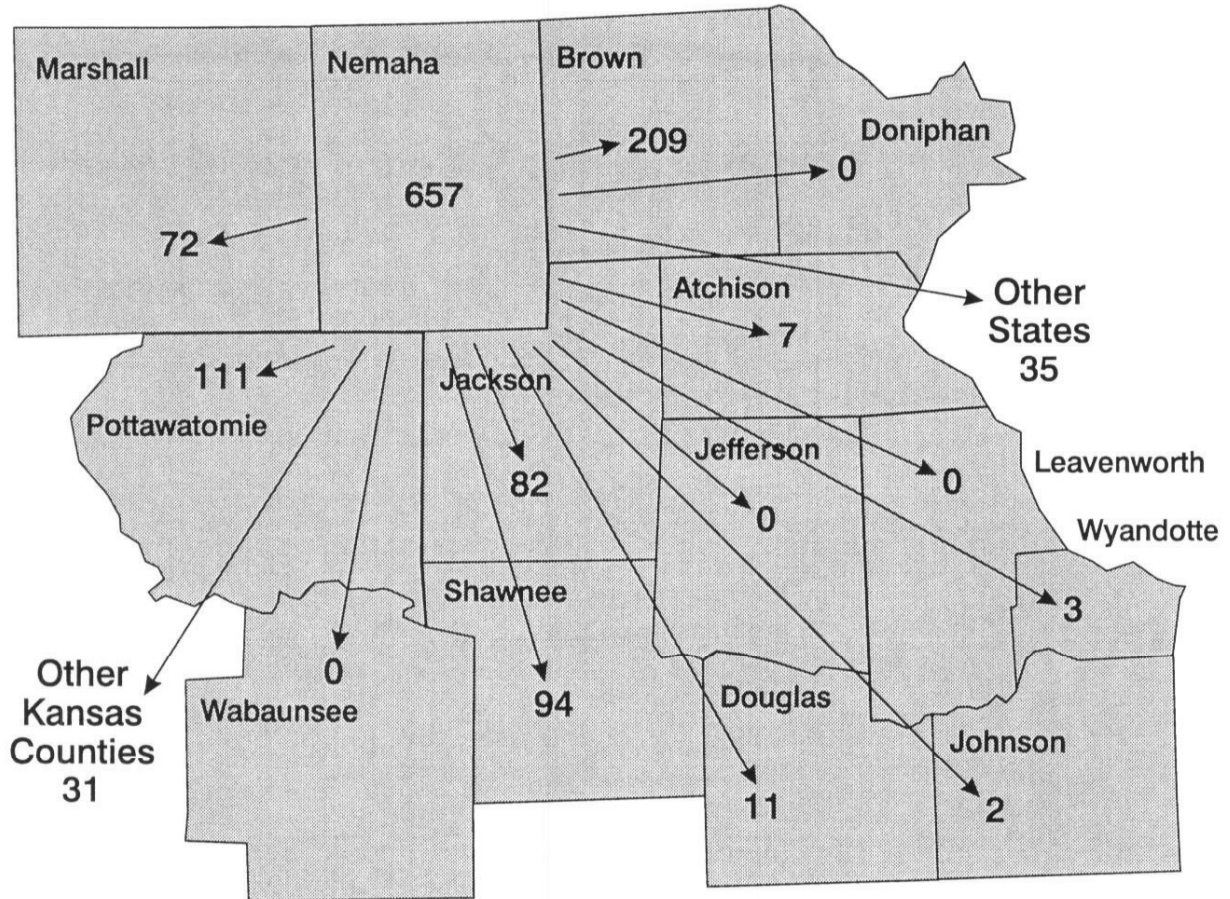 Marshall
Nemaha
Brown
Doniphan
209
0
657
72
Atchison
7
Other
States
35
111
Pottawatomie
Jackson
82
Jefferson
0
0
Leavenworth
Wyandotte
3
Shawnee
94
Other
Kansas
Counties
31
0
Wabaunsee
Douglas
11
Johnson
2